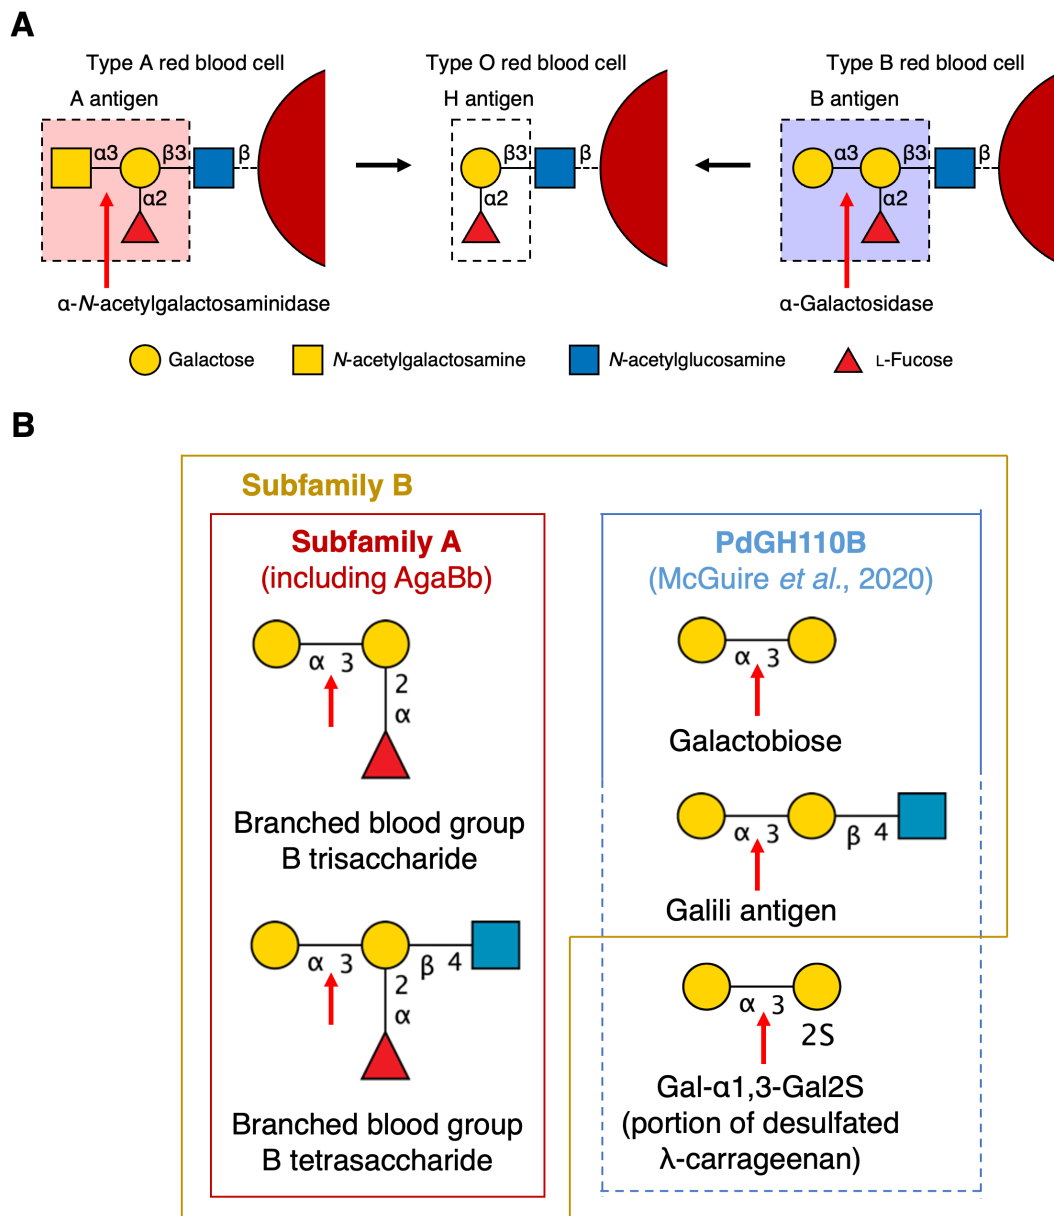 A
Type A red blood cell
Type O red blood cell
Type B red blood cell
A antigen
H antigen
B antigen
α3
β3
β
α2
β3
β
α2
α3
β3
β
α2
α-N-acetylgalactosaminidase
α-Galactosidase
Galactose
N-acetylgalactosamine
N-acetylglucosamine
L-Fucose
B
Subfamily B
Subfamily A
(including AgaBb)
α 3
2
α
Branched blood group
B trisaccharide
α 3
β 4
2
α
Branched blood group
B tetrasaccharide
PdGH110B
(McGuire et al., 2020)
α 3
Galactobiose
α 3
β 4
Galili antigen
α 3
2S
Gal-α1,3-Gal2S
(portion of desulfated
λ-carrageenan)